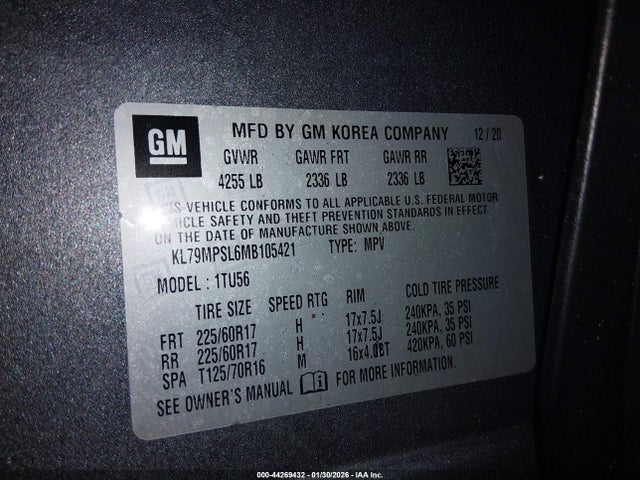 GM
MFD BY GM KOREA COMPANY 12/20
GVWR GAWR FRT GAWR RR
4255 LB 2336 LB 2336 LB
THIS VEHICLE CONFORMS TO ALL APPLICABLE U.S. FEDERAL MOTOR
VEHICLE SAFETY AND THEFT PREVENTION STANDARDS IN EFFECT
ON THE DATE OF MANUFACTURE SHOWN ABOVE.
KL79MPSL6MB105421 TYPE: MPV
MODEL : 1TU56
TIRE SIZE SPEED RTG RIM COLD TIRE PRESSURE
FRT 225/60R17 H 17x7.5J 240KPA, 35 PSI
RR 225/60R17 H 17x7.5J 240KPA, 35 PSI
SPA T125/70R16 M 16x4.0BT 420KPA, 60 PSI
SEE OWNER'S MANUAL FOR MORE INFORMATION.
000-44269432 - 01/30/2026 - IAA Inc.